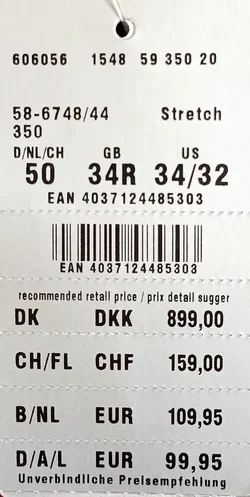 606056 1548 59 350 20
58-6748/44 Stretch
350
D/NL/CH GB US
50 34R 34/32
EAN 4037124485303
EAN 4037124485303
recommended retail price / prix detail sugger
DK DKK 899,00
CH/FL CHF 159,00
B/NL EUR 109,95
D/A/L EUR 99,95
Unverbindliche Preisempfehlung